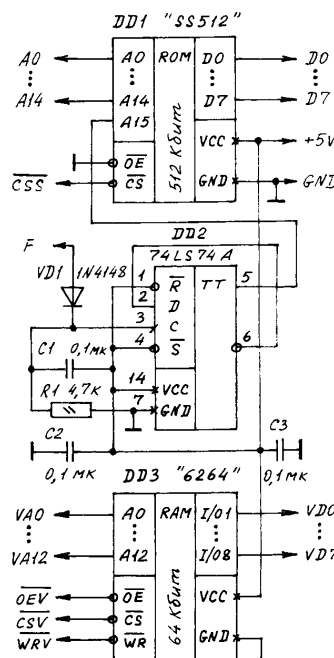 DD1 "SS512"
A0 A0 ROM D0 D0
A14 A14 D7 D7
A15
VCC +5V
OE
GND GND
CSS CS 512 Кбит
DD2
F 74LS74A
VD1 1N4148
1 R TT 5
2 D
3 C
4 S 6
C1 0,1мк
14 VCC
R1 4,7К 7 GND
C2 C3
0,1 мк 0,1 мк
DD3 "6264"
VA0 A0 RAM I/O1 VD0
VA12 A12 I/O8 VD7
OEV OE VCC
CSV CS
WRV WR 64 Кбит GND